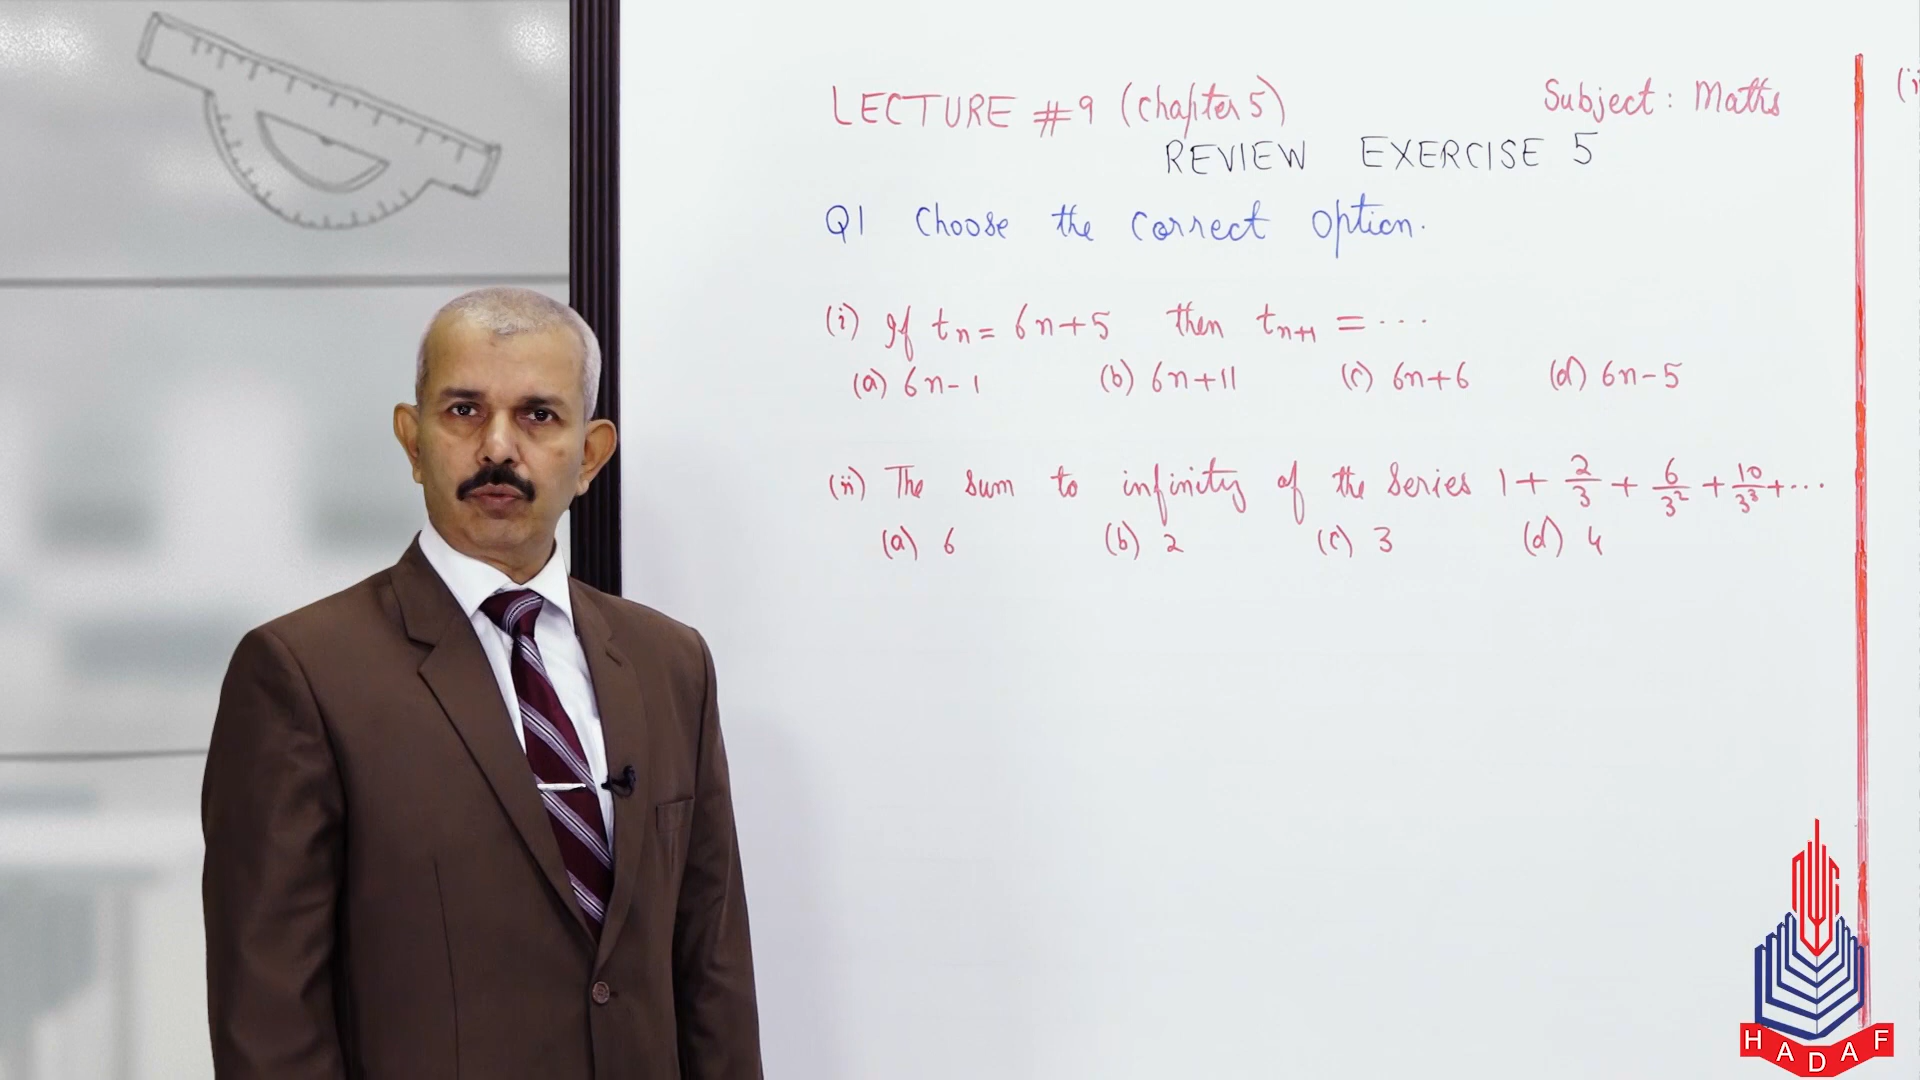 LECTURE #9 (Chapter 5) Subject: Maths
REVIEW EXERCISE 5
Q1 Choose the correct option.
(i) If tₙ = 6n+5 then tₙ₊₁ = ...
(a) 6n-1 (b) 6n+11 (c) 6n+6 (d) 6n-5
(ii) The sum to infinity of the series 1 + 2/3 + 6/3² + 10/3³ + ...
(a) 6 (b) 2 (c) 3 (d) 4
HADAF